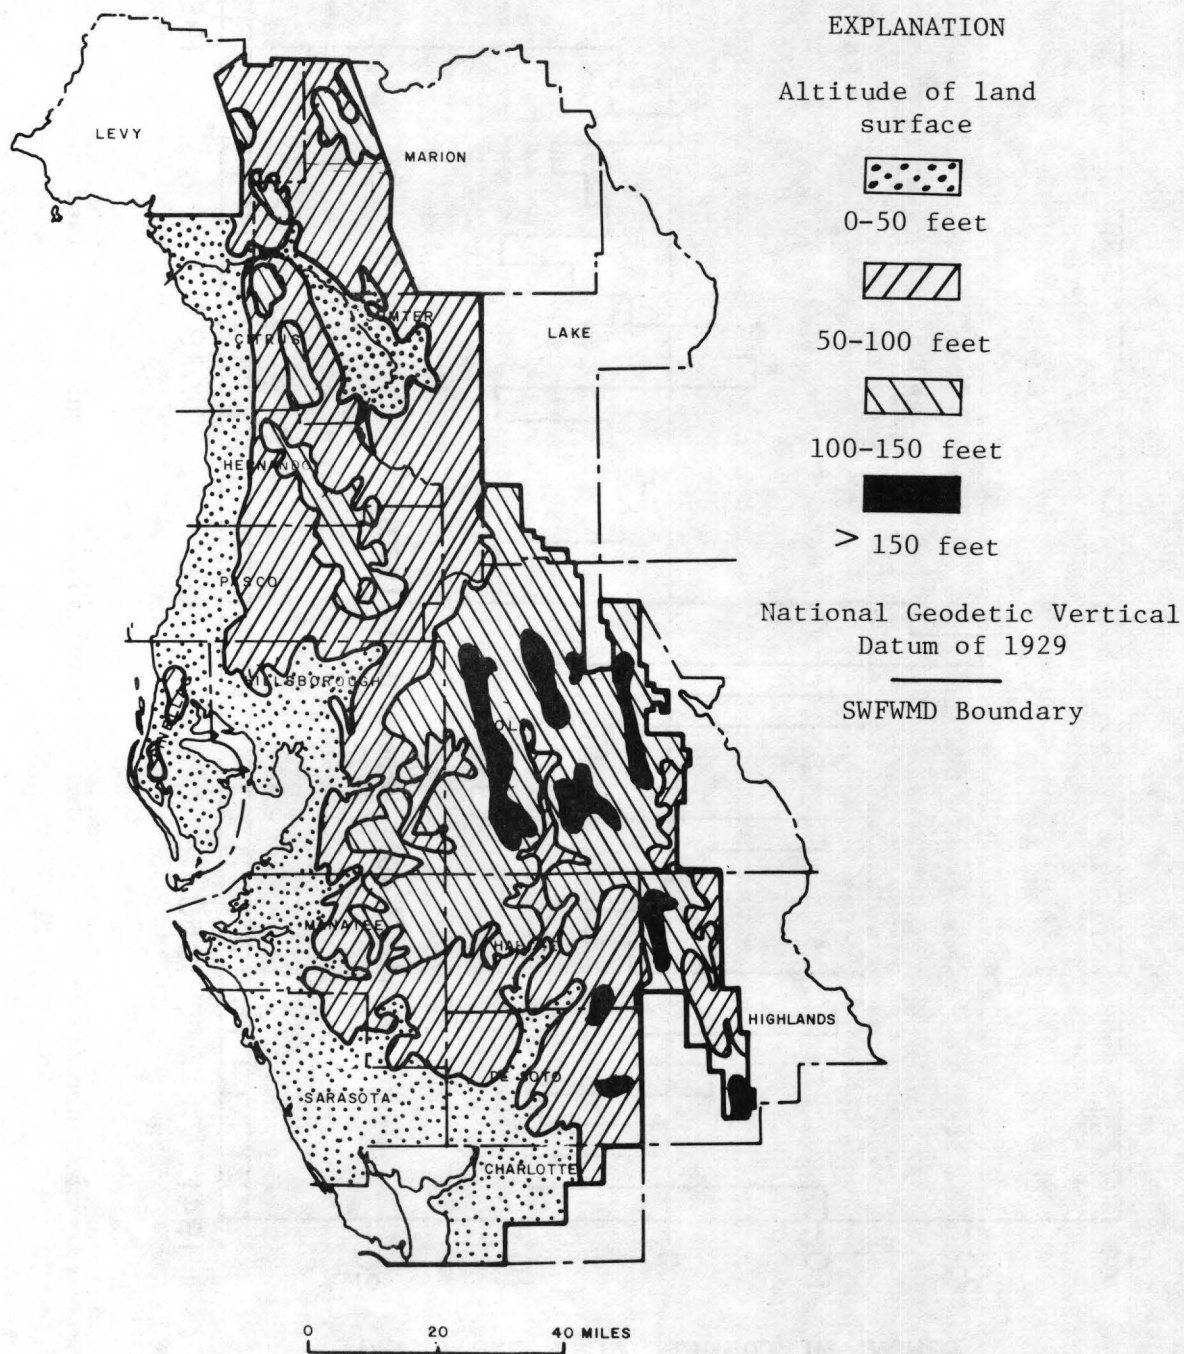 EXPLANATION
Altitude of land
surface
0-50 feet
50-100 feet
100-150 feet
> 150 feet
National Geodetic Vertical
Datum of 1929
SWFWMD Boundary
LEVY
MARION
SUMTER
LAKE
CITRUS
HERNANDO
PASCO
HILLSBOROUGH
MANATEE
HIGHLANDS
DE SOTO
SARASOTA
CHARLOTTE
0 20 40 MILES